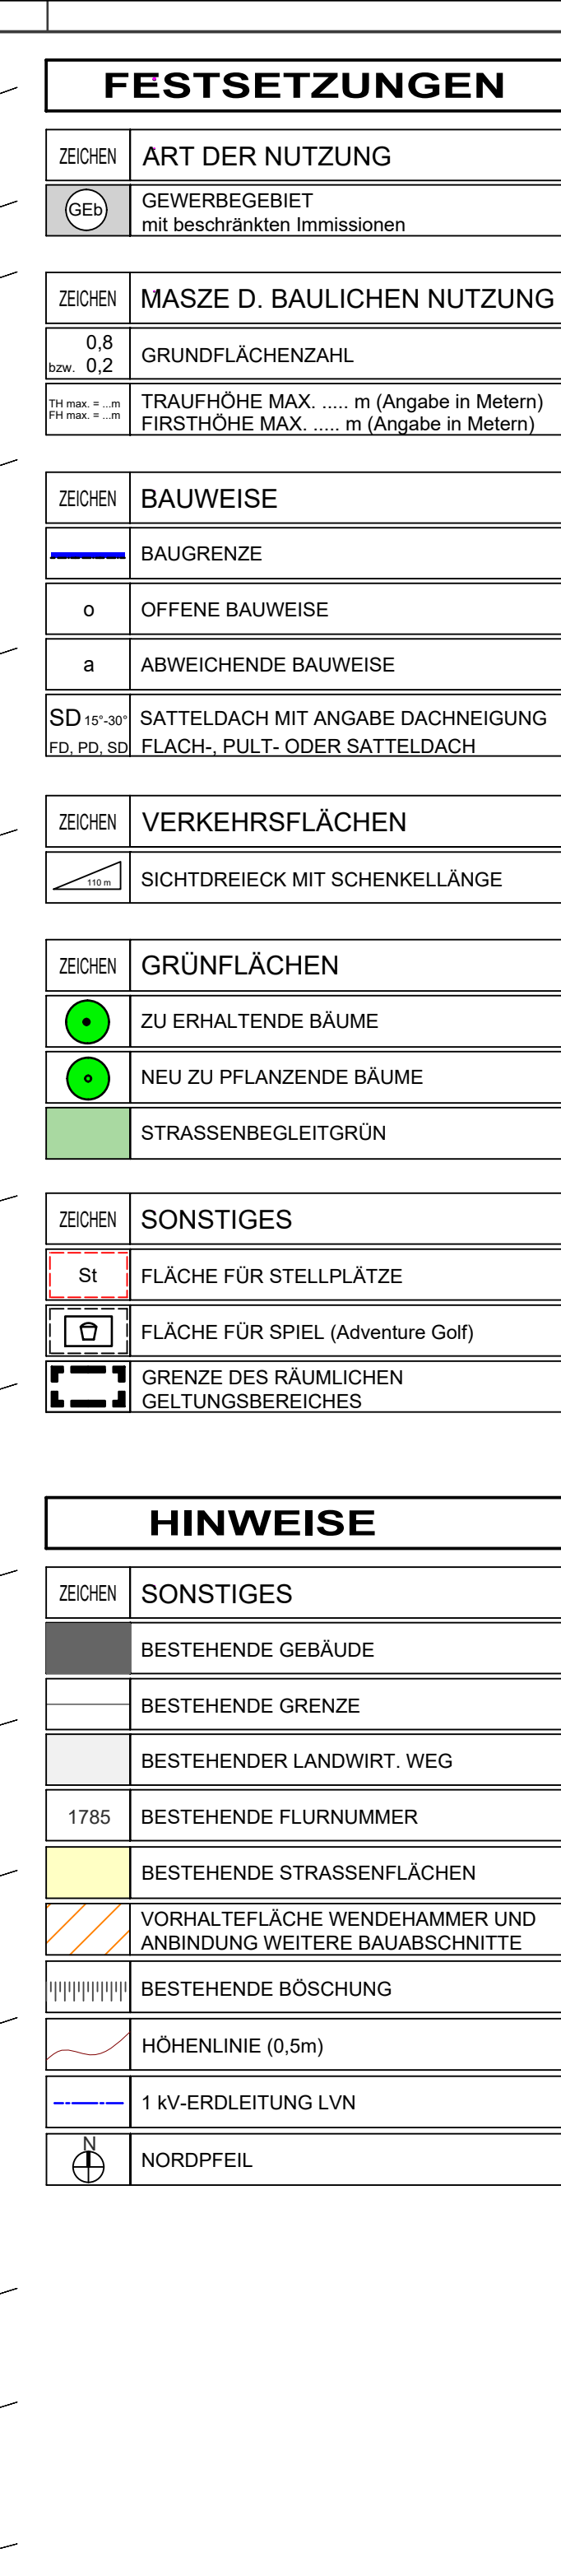 FESTSETZUNGEN
ZEICHEN ART DER NUTZUNG
GEb GEWERBEGEBIET
mit beschränkten Immissionen
ZEICHEN MASZE D. BAULICHEN NUTZUNG
0,8
bzw. 0,2 GRUNDFLÄCHENZAHL
TH max. = ...m TRAUFHÖHE MAX. ..... m (Angabe in Metern)
FH max. = ...m FIRSTHÖHE MAX. ..... m (Angabe in Metern)
ZEICHEN BAUWEISE
BAUGRENZE
o OFFENE BAUWEISE
a ABWEICHENDE BAUWEISE
SD 15°-30° SATTELDACH MIT ANGABE DACHNEIGUNG
FD, PD, SD FLACH-, PULT- ODER SATTELDACH
ZEICHEN VERKEHRSFLÄCHEN
110 m SICHTDREIECK MIT SCHENKELLÄNGE
ZEICHEN GRÜNFLÄCHEN
ZU ERHALTENDE BÄUME
NEU ZU PFLANZENDE BÄUME
STRASSENBEGLEITGRÜN
ZEICHEN SONSTIGES
St FLÄCHE FÜR STELLPLÄTZE
FLÄCHE FÜR SPIEL (Adventure Golf)
GRENZE DES RÄUMLICHEN
GELTUNGSBEREICHES
HINWEISE
ZEICHEN SONSTIGES
BESTEHENDE GEBÄUDE
BESTEHENDE GRENZE
BESTEHENDER LANDWIRT. WEG
1785 BESTEHENDE FLURNUMMER
BESTEHENDE STRASSENFLÄCHEN
VORHALTEFLÄCHE WENDEHAMMER UND
ANBINDUNG WEITERE BAUABSCHNITTE
BESTEHENDE BÖSCHUNG
HÖHENLINIE (0,5m)
1 kV-ERDLEITUNG LVN
N NORDPFEIL